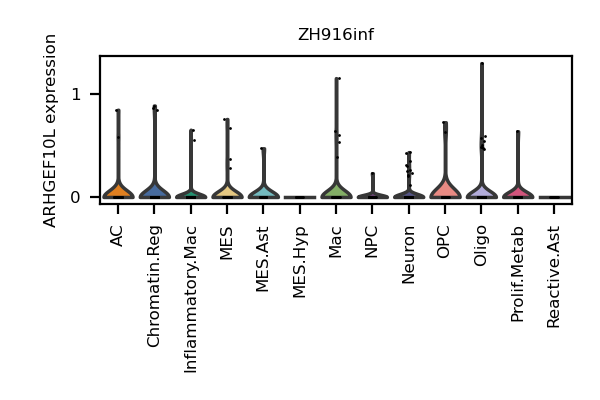 ZH916inf
ARHGEF10L expression
1
0
AC
Chromatin.Reg
Inflammatory.Mac
MES
MES.Ast
MES.Hyp
Mac
NPC
Neuron
OPC
Oligo
Prolif.Metab
Reactive.Ast